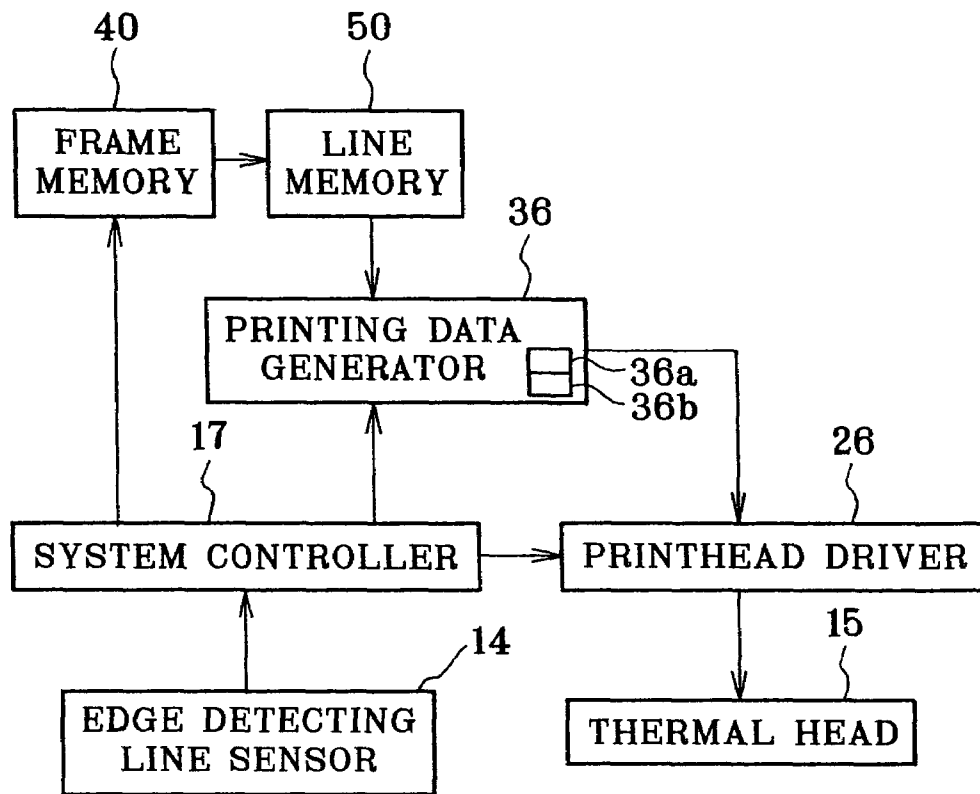 40
50
FRAME
MEMORY
LINE
MEMORY
36
PRINTING DATA
GENERATOR
36a
36b
17
26
SYSTEM CONTROLLER
PRINTHEAD DRIVER
14
15
EDGE DETECTING
LINE SENSOR
THERMAL HEAD